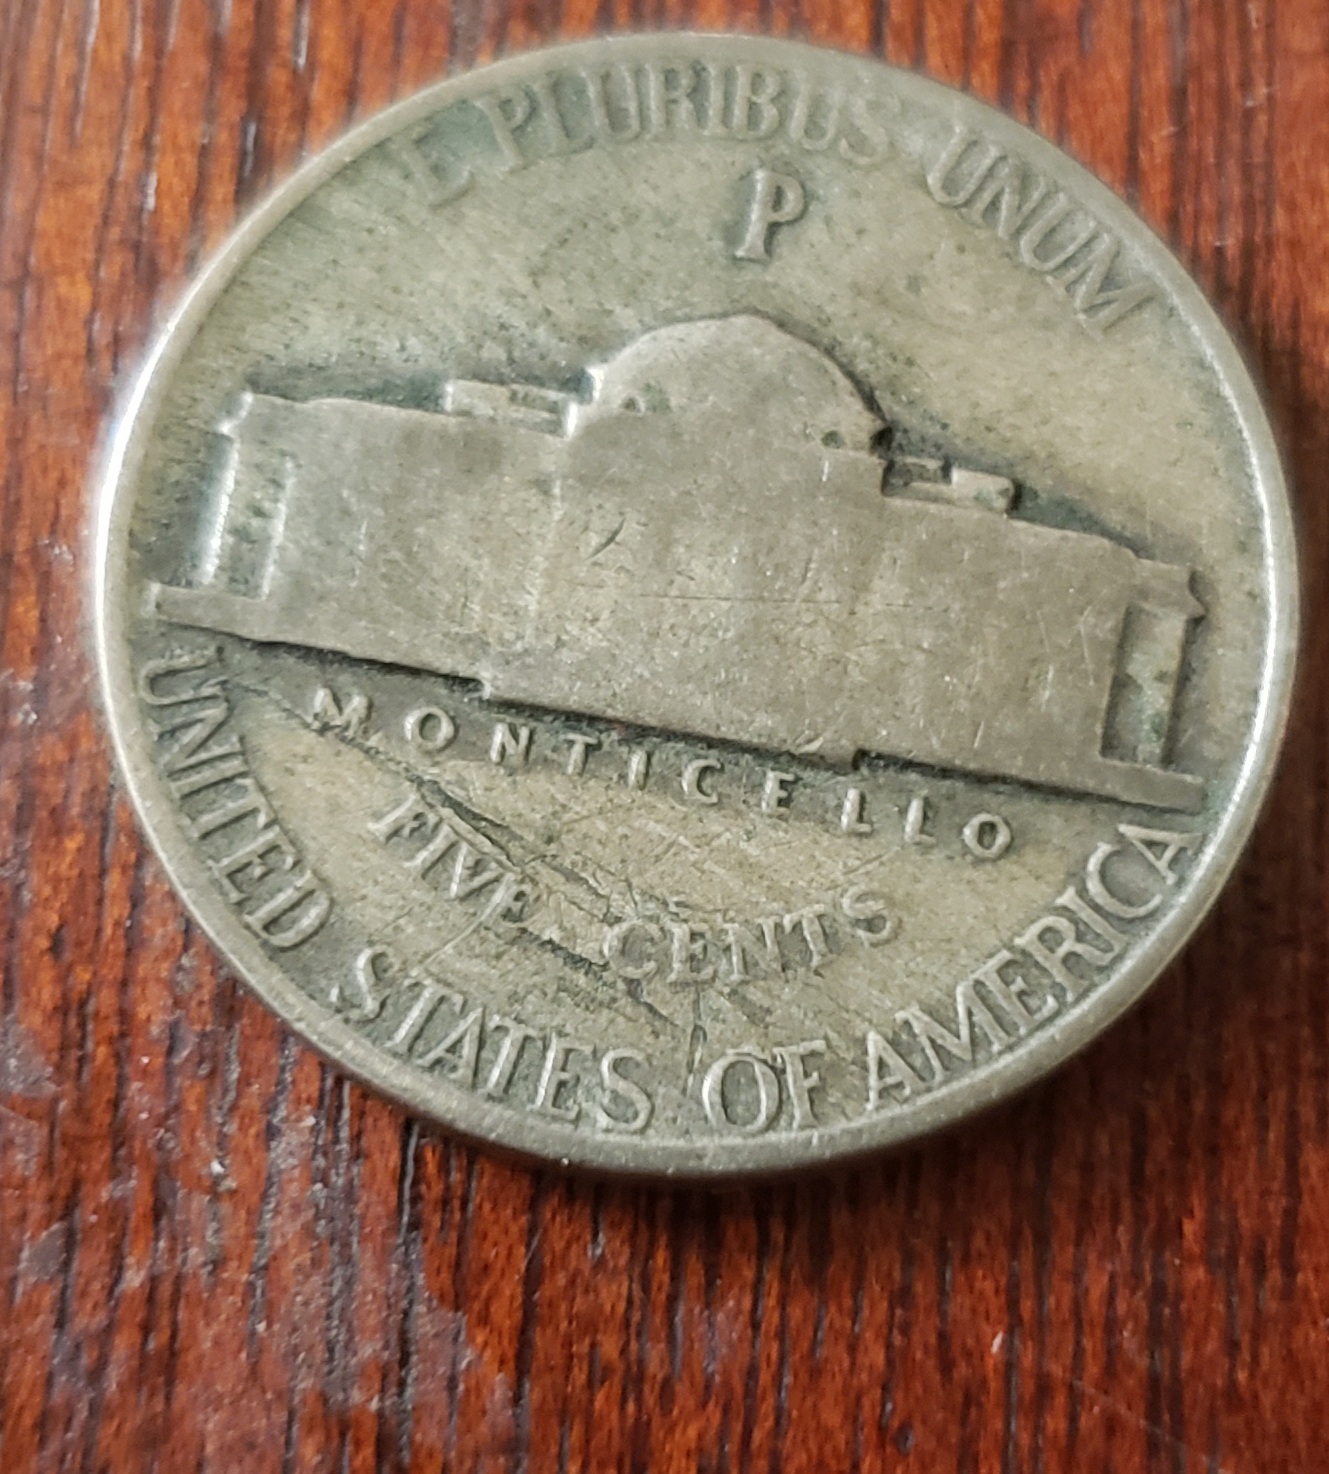 E PLURIBUS UNUM
P
MONTICELLO
FIVE CENTS
UNITED STATES OF AMERICA